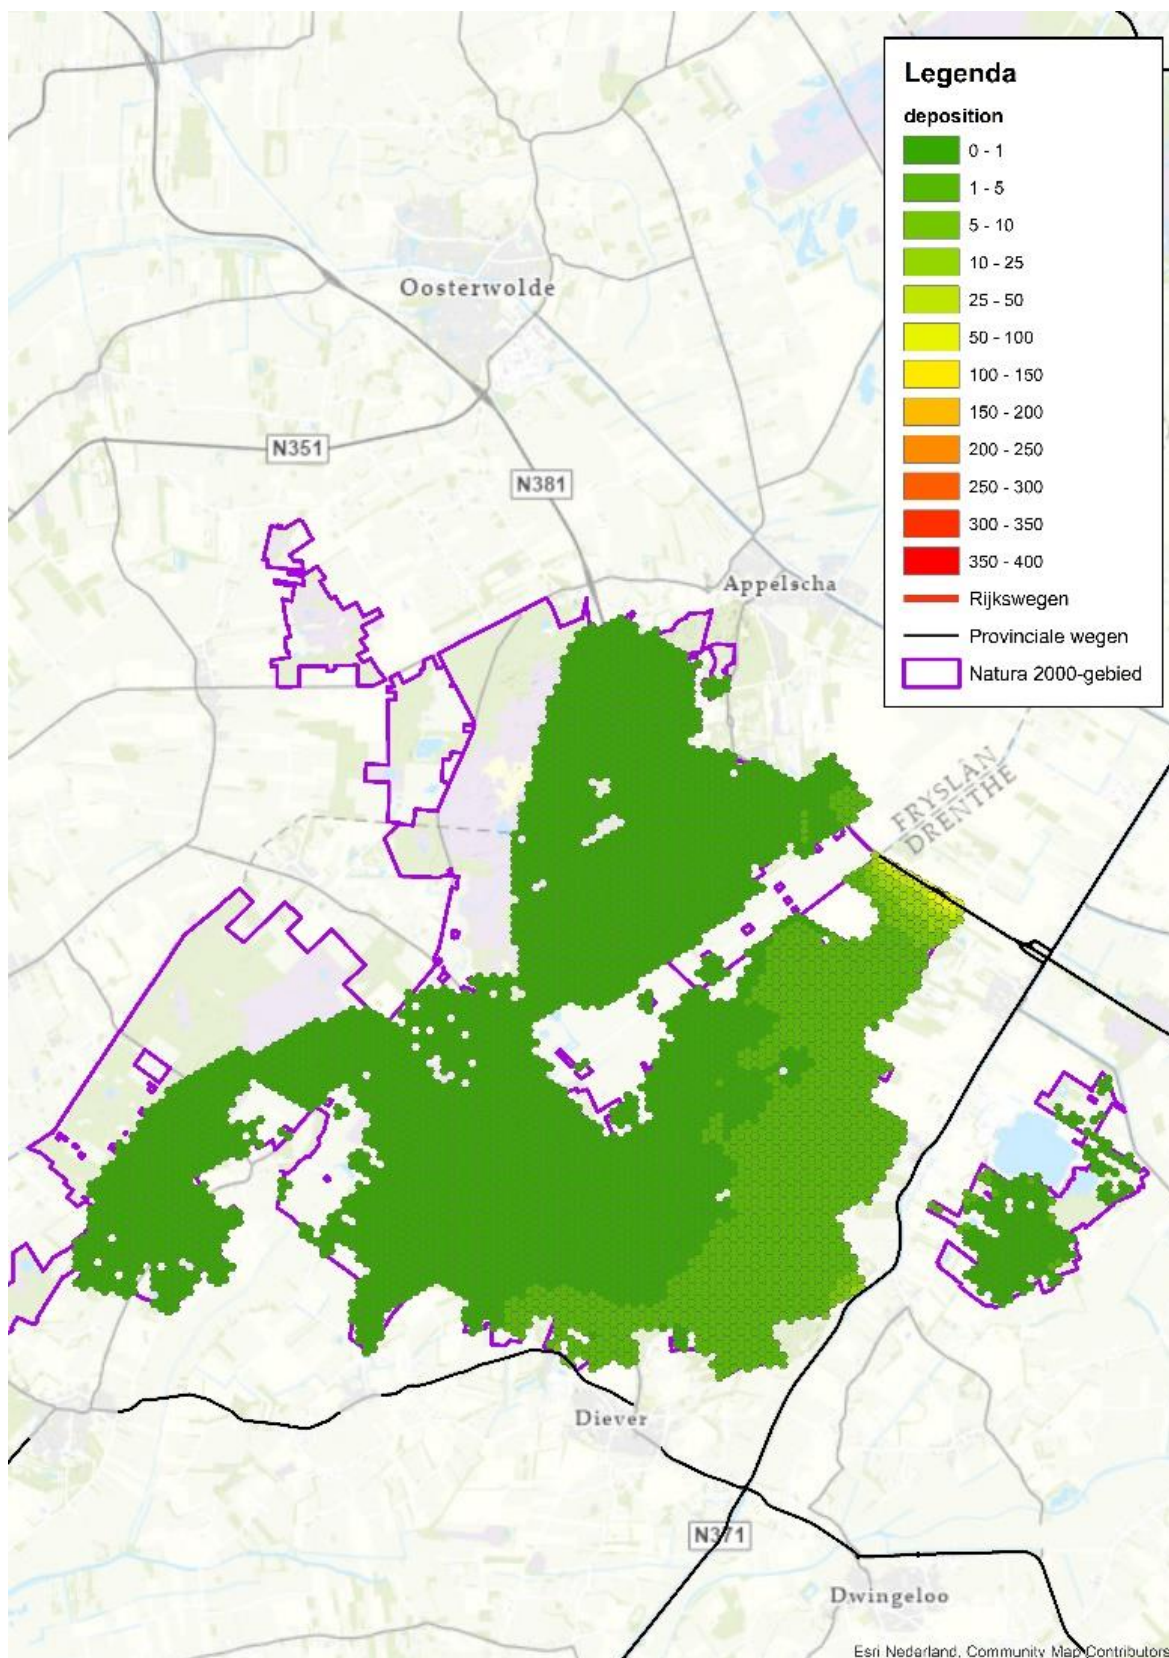 Legenda
deposition
0 - 1
1 - 5
5 - 10
10 - 25
25 - 50
50 - 100
100 - 150
150 - 200
200 - 250
250 - 300
300 - 350
350 - 400
Rijkswegen
Provinciale wegen
Natura 2000-gebied
Oosterwolde
N351
N381
Appelscha
FRYSLÂN
DRENTHE
Diever
N371
Dwingeloo
Esri Nederland, Community Map Contributors